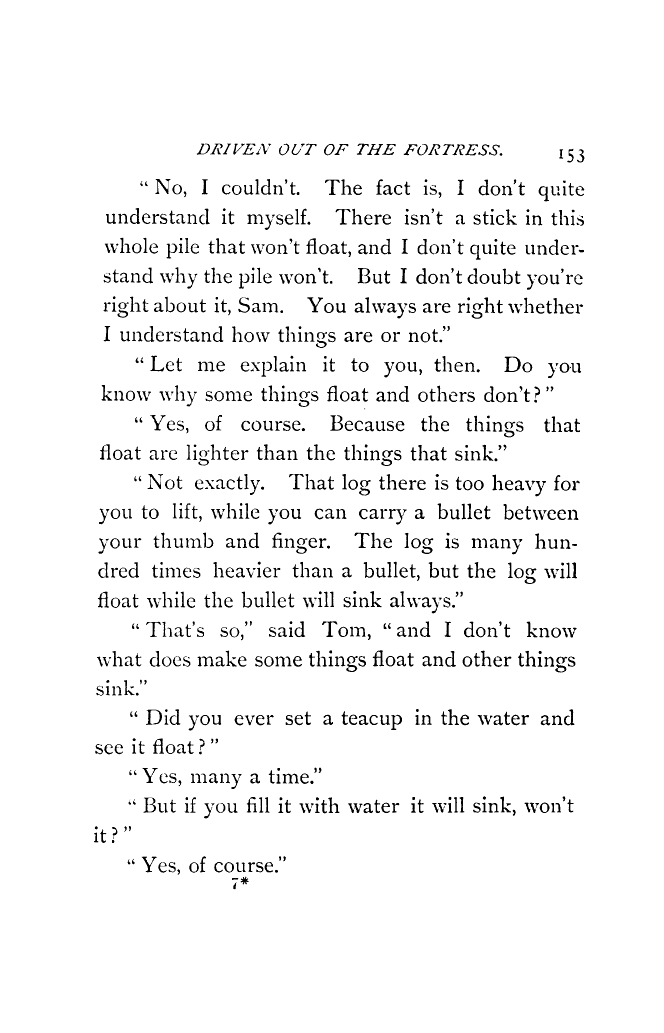 DRIVEN OUT OF THE FORTRESS. 153
“ No, I couldn't. The fact is, I don't quite
understand it myself. There isn't a stick in this
whole pile that won't float, and I don't quite under-
stand why the pile won't. But I don't doubt you're
right about it, Sam. You always are right whether
I understand how things are or not.”
“ Let me explain it to you, then. Do you
know why some things float and others don't? ”
“ Yes, of course. Because the things that
float are lighter than the things that sink.”
“ Not exactly. That log there is too heavy for
you to lift, while you can carry a bullet between
your thumb and finger. The log is many hun-
dred times heavier than a bullet, but the log will
float while the bullet will sink always.”
“ That's so,” said Tom, “ and I don't know
what does make some things float and other things
sink.”
“ Did you ever set a teacup in the water and
see it float? ”
“ Yes, many a time.”
“ But if you fill it with water it will sink, won't
it? ”
“ Yes, of course.”
7*